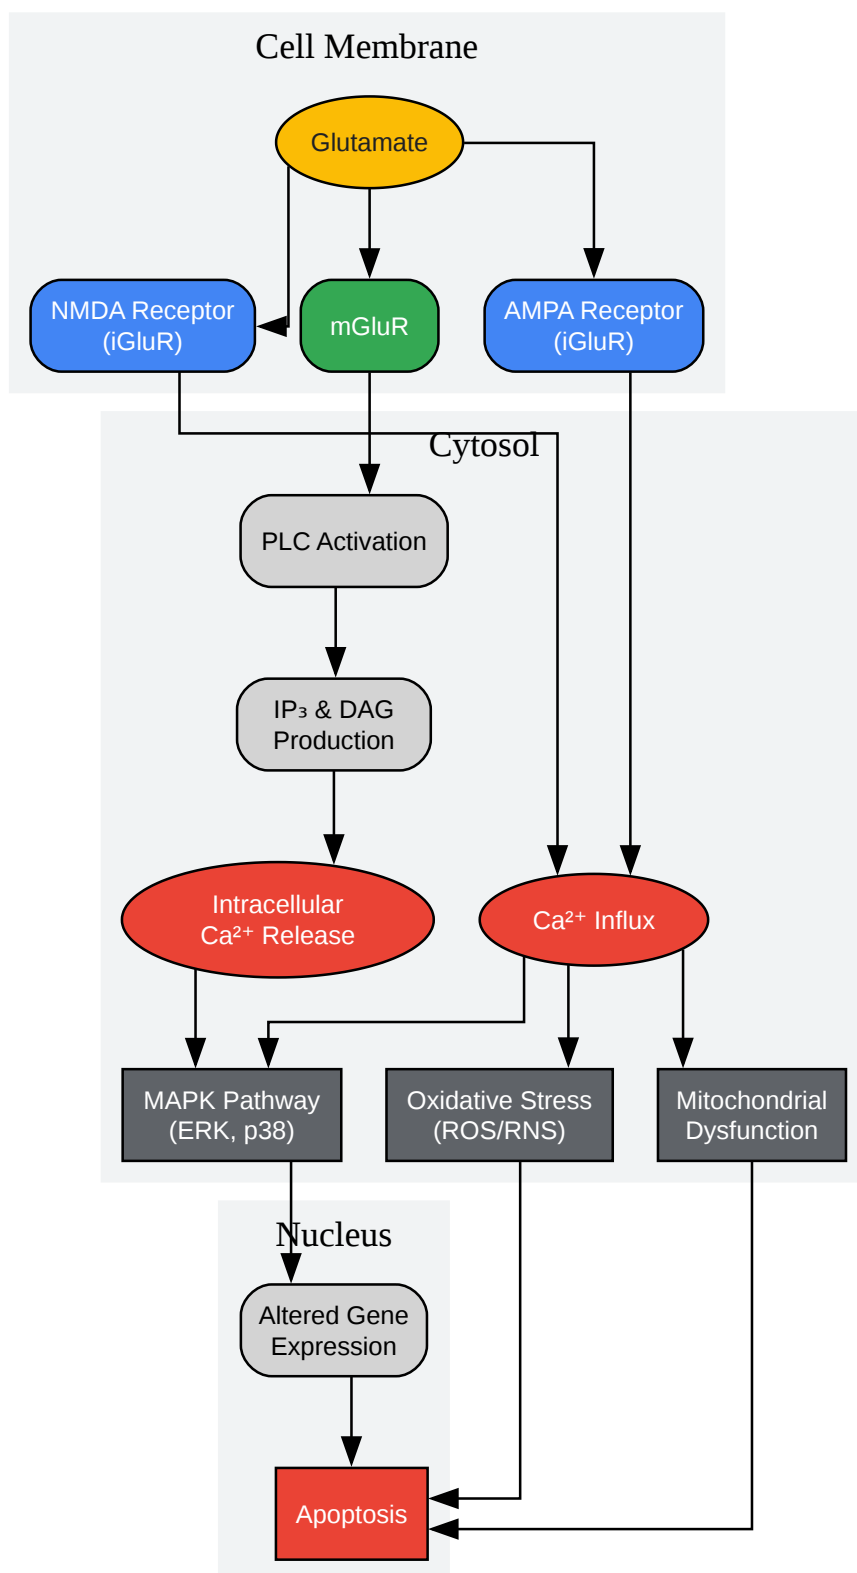 Cell Membrane
Glutamate
NMDA Receptor
(iGluR)
mGluR
AMPA Receptor
(iGluR)
Cytosol
PLC Activation
IP₃ & DAG
Production
Intracellular
Ca²⁺ Release
Ca²⁺ Influx
MAPK Pathway
(ERK, p38)
Oxidative Stress
(ROS/RNS)
Mitochondrial
Dysfunction
Nucleus
Altered Gene
Expression
Apoptosis